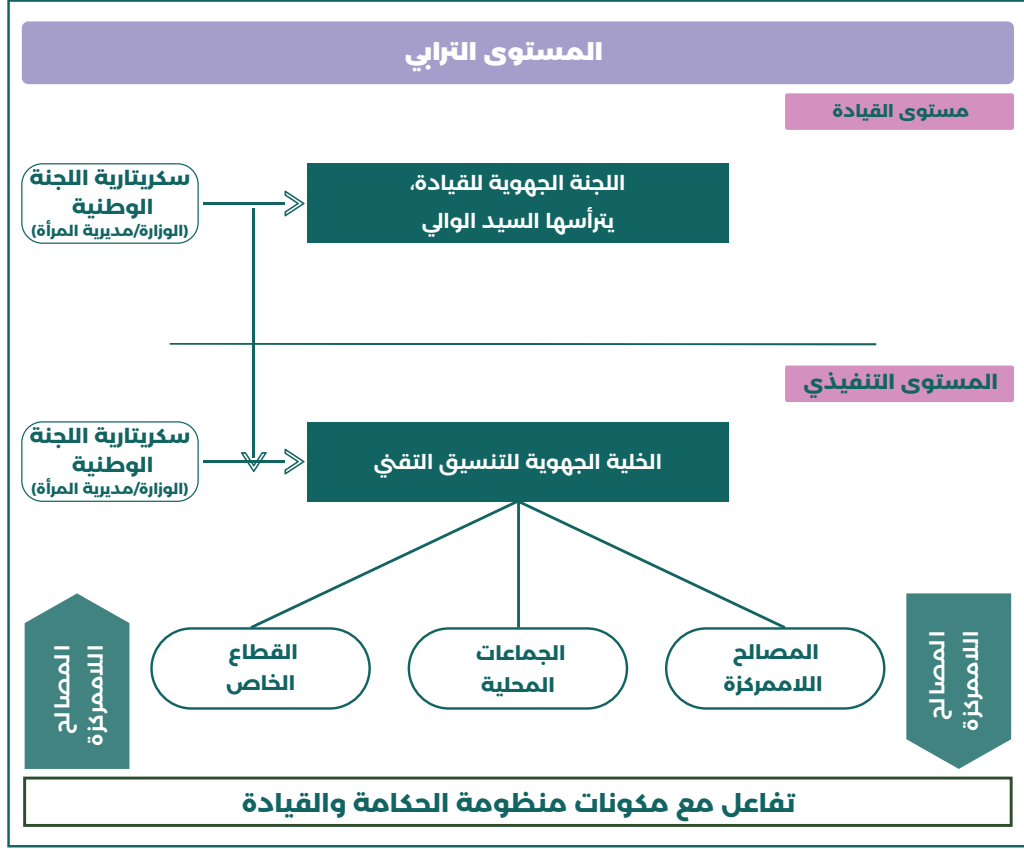 المستوى الترابي
مستوى القيادة
اللجنة الجهوية للقيادة،
يترأسها السيد الوالي
سكريتارية اللجنة
الوطنية
(الوزارة/مديرية المرأة)
المستوى التنفيذي
الخلية الجهوية للتنسيق التقني
سكريتارية اللجنة
الوطنية
(الوزارة/مديرية المرأة)
المصالح
اللاممركزة
المصالح
اللاممركزة
الجماعات
المحلية
القطاع
الخاص
المصالح
اللاممركزة
تفاعل مع مكونات منظومة الحكامة والقيادة